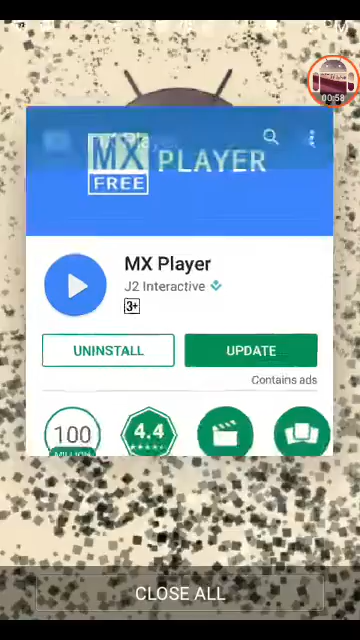 00:58
MX PLAYER
FREE
MX Player
J2 Interactive
3+
UNINSTALL
UPDATE
Contains ads
100
MILLION
4.4
CLOSE ALL